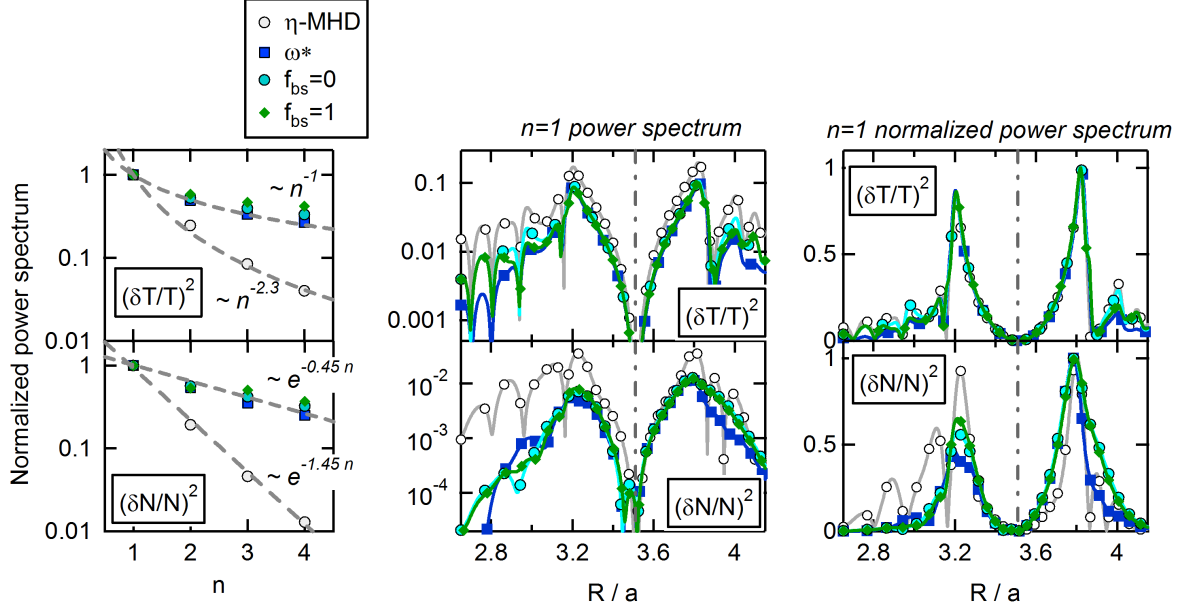 η-MHD
ω*
f_bs=0
f_bs=1
n=1 power spectrum
n=1 normalized power spectrum
Normalized power spectrum
1
0.1
0.01
~ n^-1
~ n^-2.3
(δT/T)^2
1
0.1
0.01
~ e^-0.45 n
~ e^-1.45 n
(δN/N)^2
1 2 3 4
n
0.1
0.01
0.001
(δT/T)^2
10^-2
10^-3
10^-4
(δN/N)^2
2.8 3.2 3.6 4
R / a
1
0.5
0
(δT/T)^2
1
0.5
0
(δN/N)^2
2.8 3.2 3.6 4
R / a